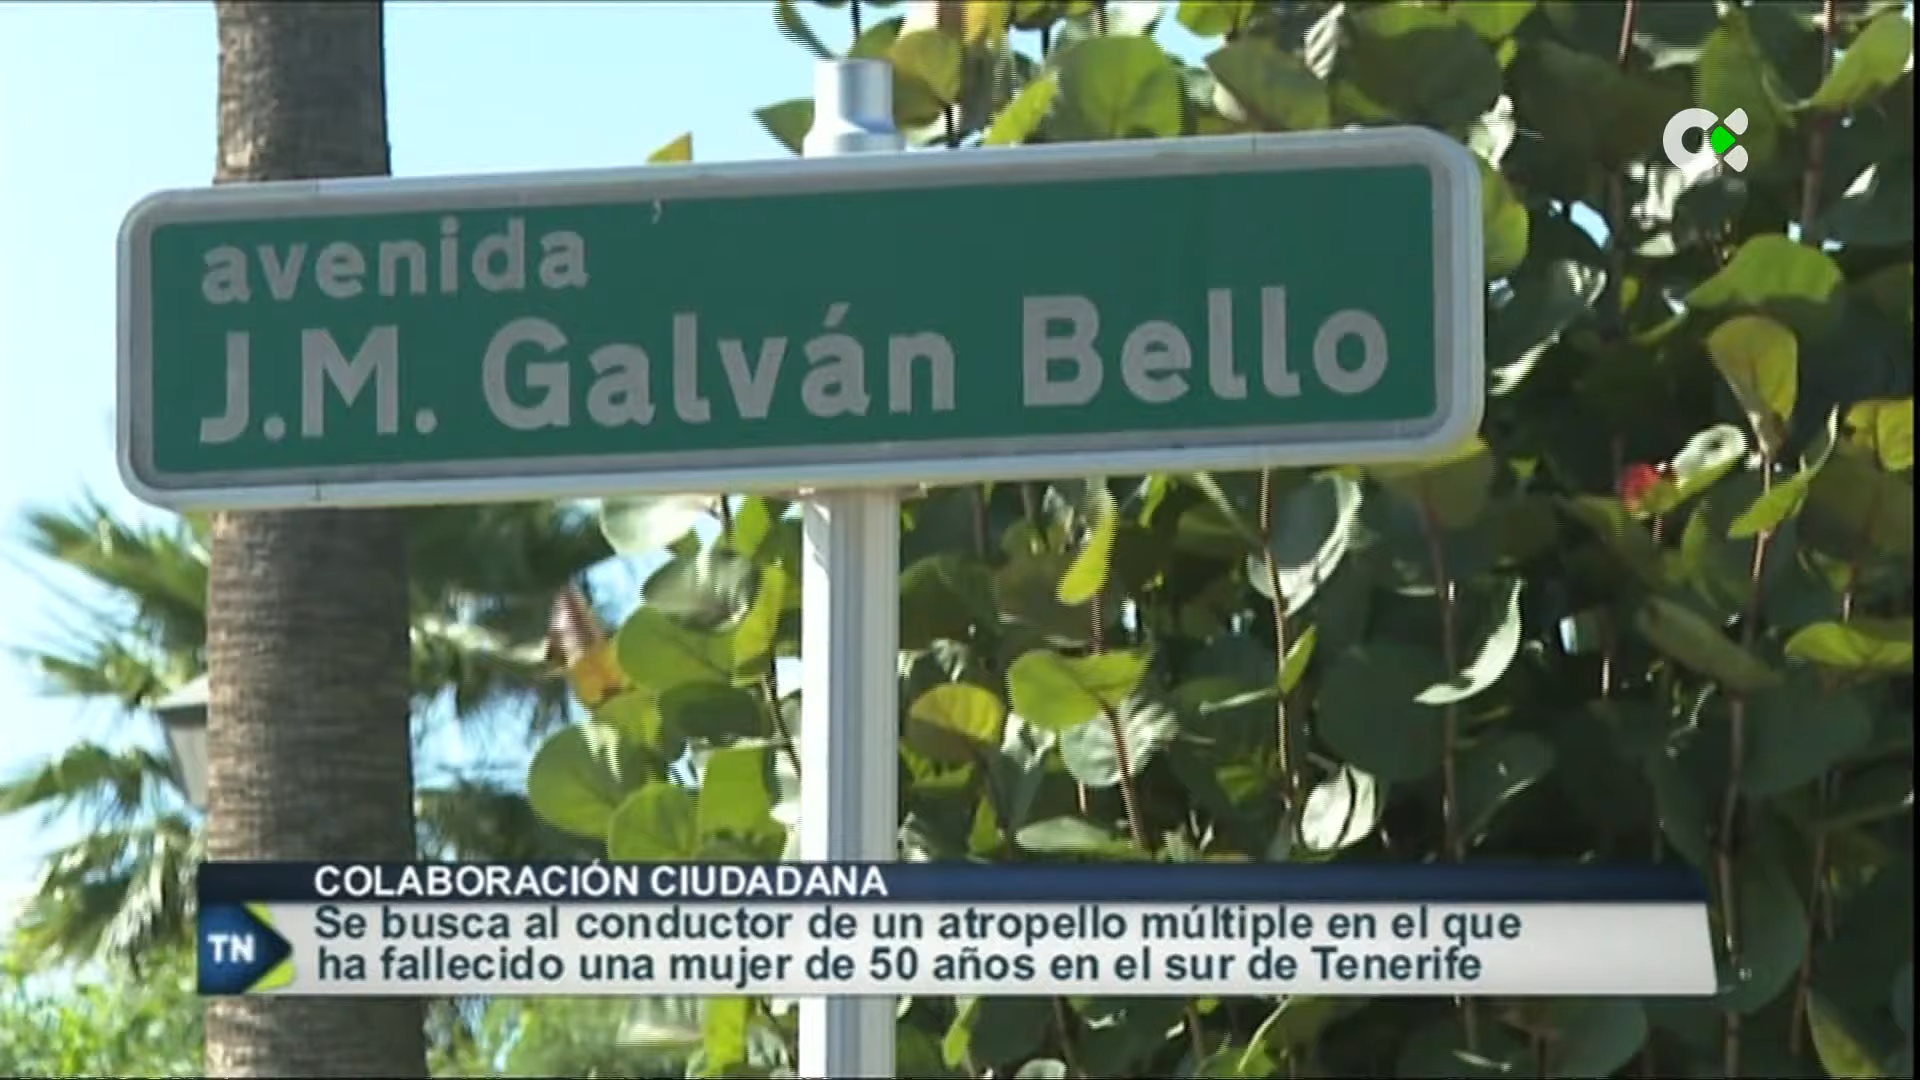 avenida
J.M. Galván Bello
COLABORACIÓN CIUDADANA
Se busca al conductor de un atropello múltiple en el que
TN
ha fallecido una mujer de 50 años en el sur de Tenerife